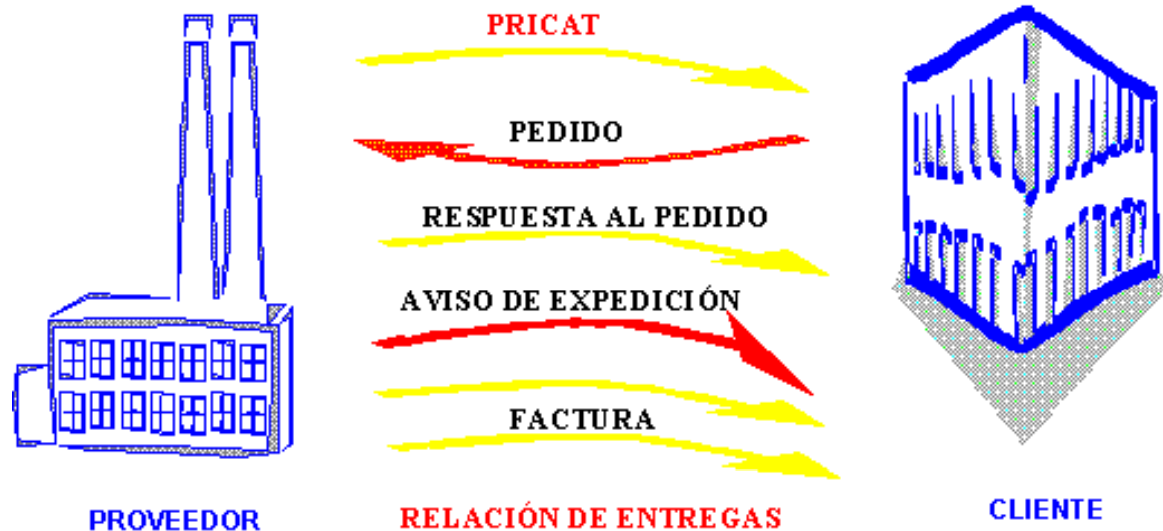 PRICAT
PEDIDO
RESPUESTA AL PEDIDO
AVISO DE EXPEDICIÓN
FACTURA
PROVEEDOR
RELACIÓN DE ENTREGAS
CLIENTE